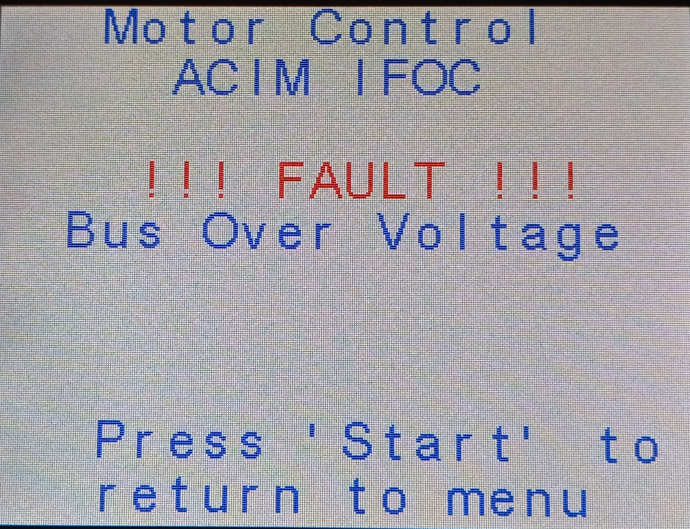 Motor Control
ACIM IFOC
!!! FAULT !!!
Bus Over Voltage
Press 'Start' to
return to menu